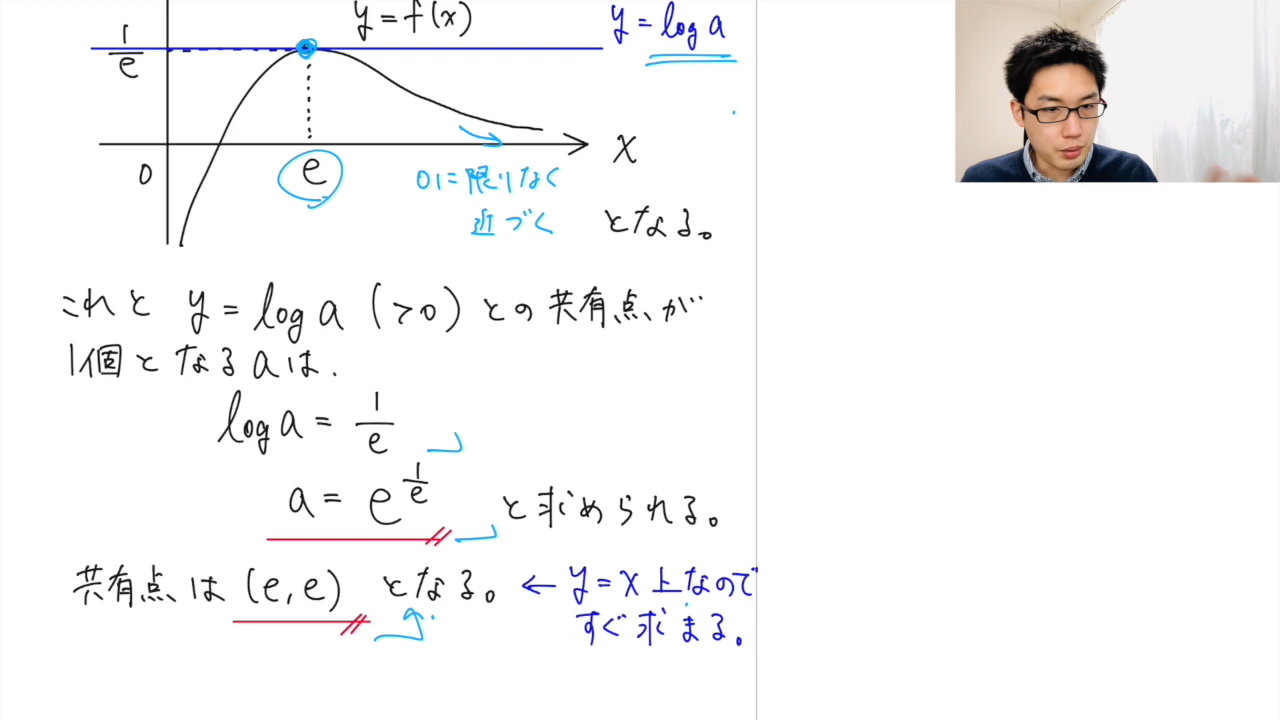 y = f(x)
y = log a
1/e
0
e
x
0に限りなく
近づく
となる。
これと y = log a (>0) との共有点が
1個となるaは.
log a = 1/e
a = e^{1/e} と求められる。
共有点は (e, e) となる。 ← y = x 上なので
すぐ求まる。